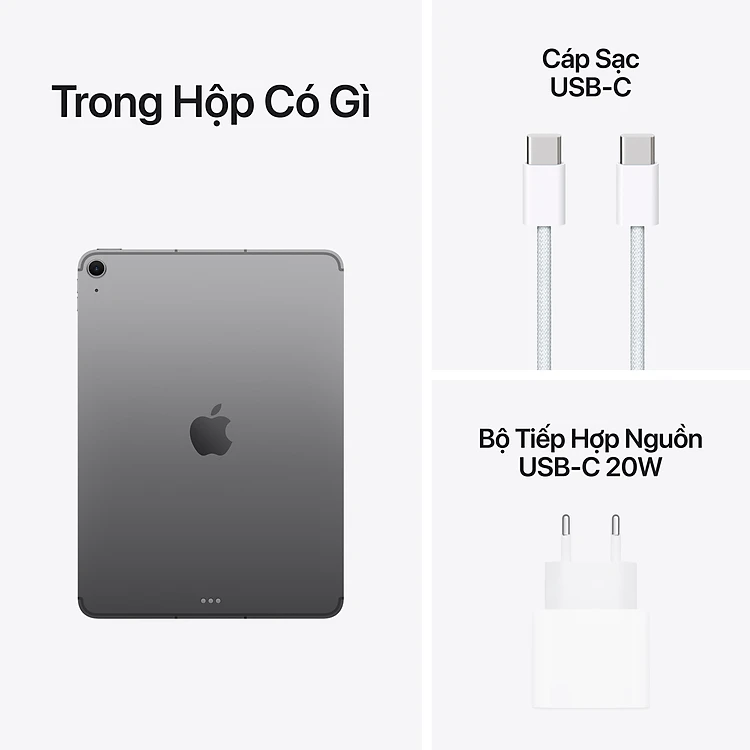 Trong Hộp Có Gì
Cáp Sạc
USB-C
Bộ Tiếp Hợp Nguồn
USB-C 20W